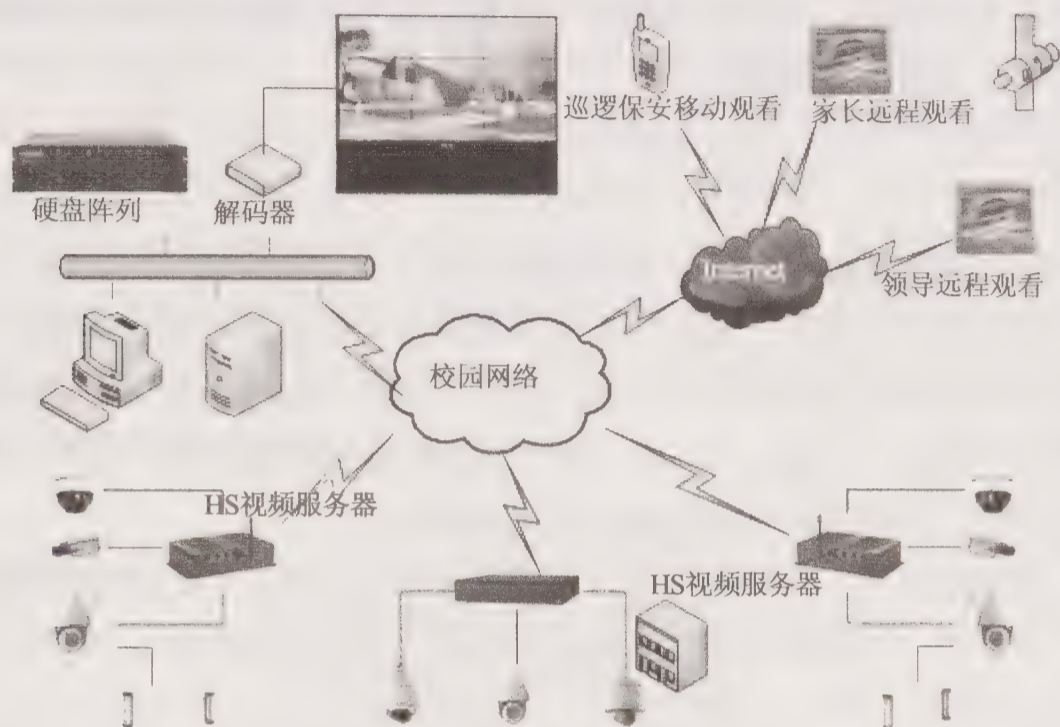 巡逻保安移动观看
家长远程观看
硬盘阵列
解码器
Internet
领导远程观看
校园网络
HS视频服务器
HS视频服务器